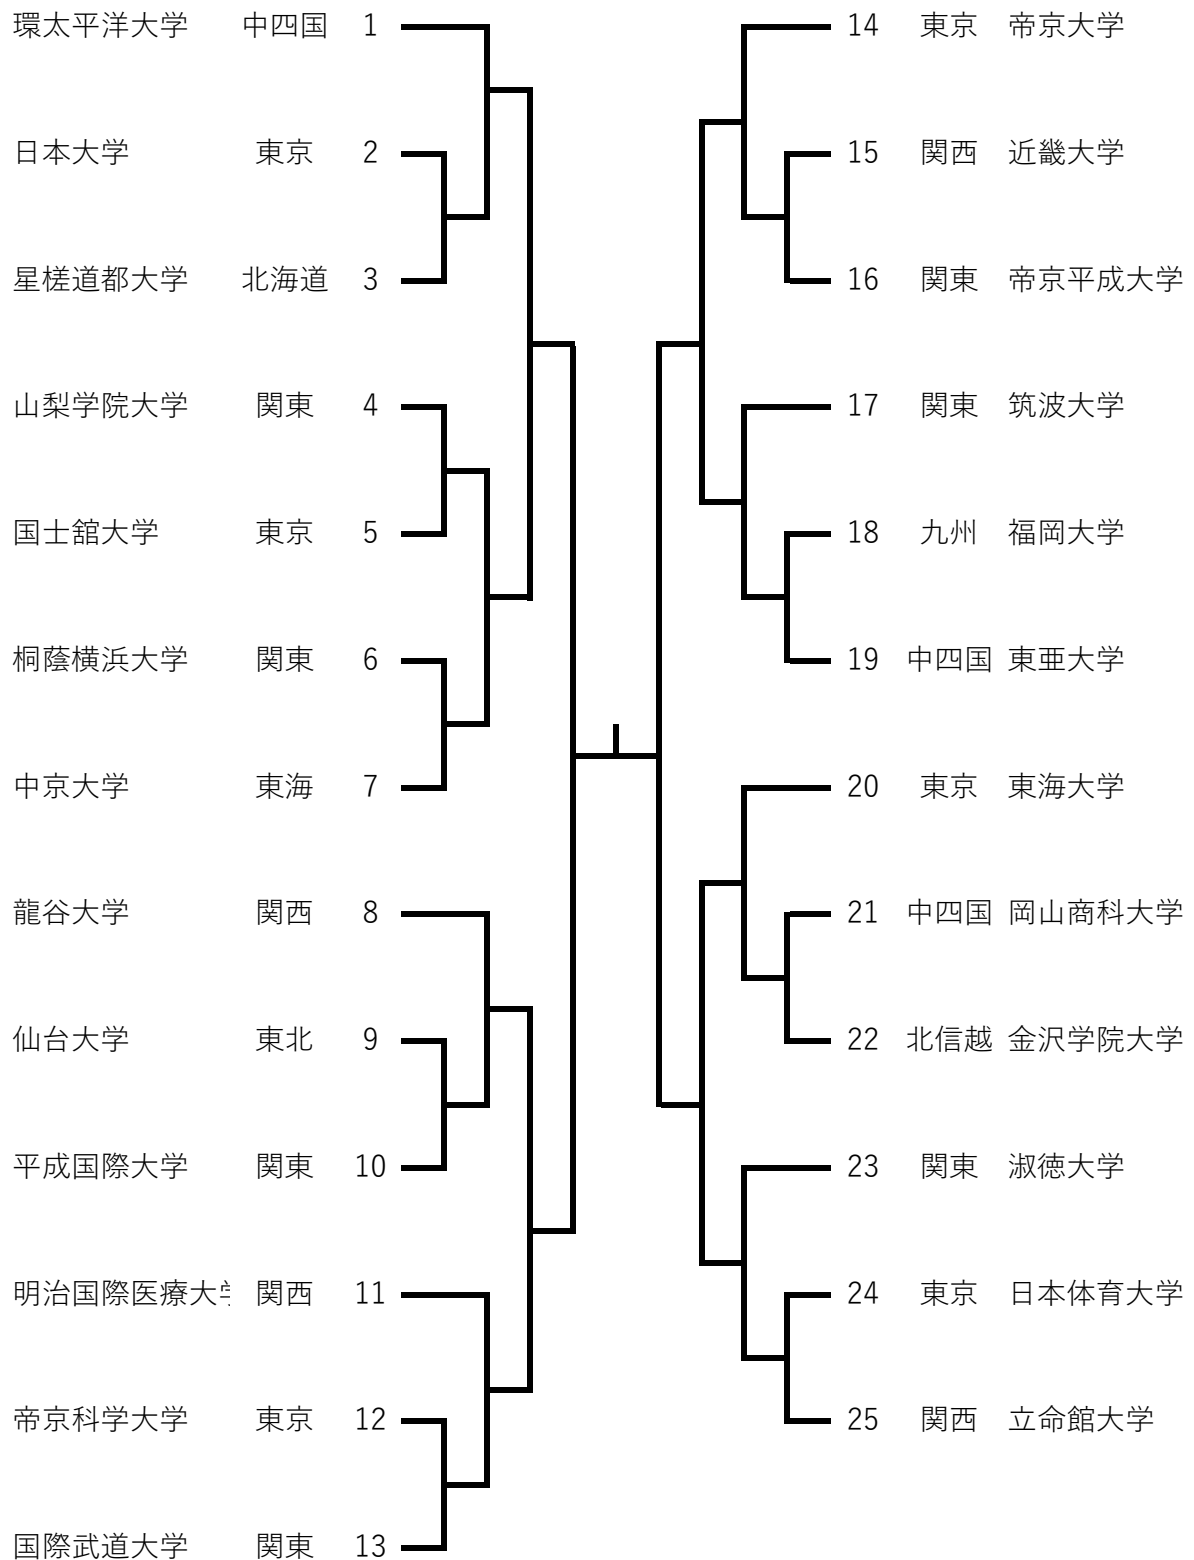 環太平洋大学 中四国 1
日本大学 東京 2
星槎道都大学 北海道 3
山梨学院大学 関東 4
国士舘大学 東京 5
桐蔭横浜大学 関東 6
中京大学 東海 7
龍谷大学 関西 8
仙台大学 東北 9
平成国際大学 関東 10
明治国際医療大学 関西 11
帝京科学大学 東京 12
国際武道大学 関東 13
14 東京 帝京大学
15 関西 近畿大学
16 関東 帝京平成大学
17 関東 筑波大学
18 九州 福岡大学
19 中四国 東亜大学
20 東京 東海大学
21 中四国 岡山商科大学
22 北信越 金沢学院大学
23 関東 淑徳大学
24 東京 日本体育大学
25 関西 立命館大学